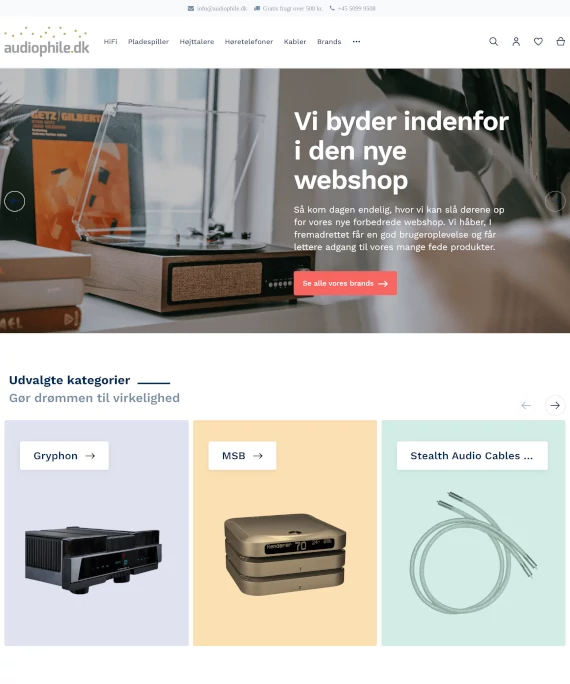 info@audiophile.dk Gratis fragt over 500 kr. +45 5099 9508
audiophile.dk
HiFi Pladespiller Højttalere Høretelefoner Kabler Brands
GETZ/GILBERT
Vi byder indenfor
i den nye
webshop
Så kom dagen endelig, hvor vi kan slå dørene op
for vores nye forbedrede webshop. Vi håber, I
fremadrettet får en god brugeroplevelse og får
lettere adgang til vores mange fede produkter.
Se alle vores brands
Udvalgte kategorier
Gør drømmen til virkelighed
Gryphon
MSB
Stealth Audio Cables ...
70